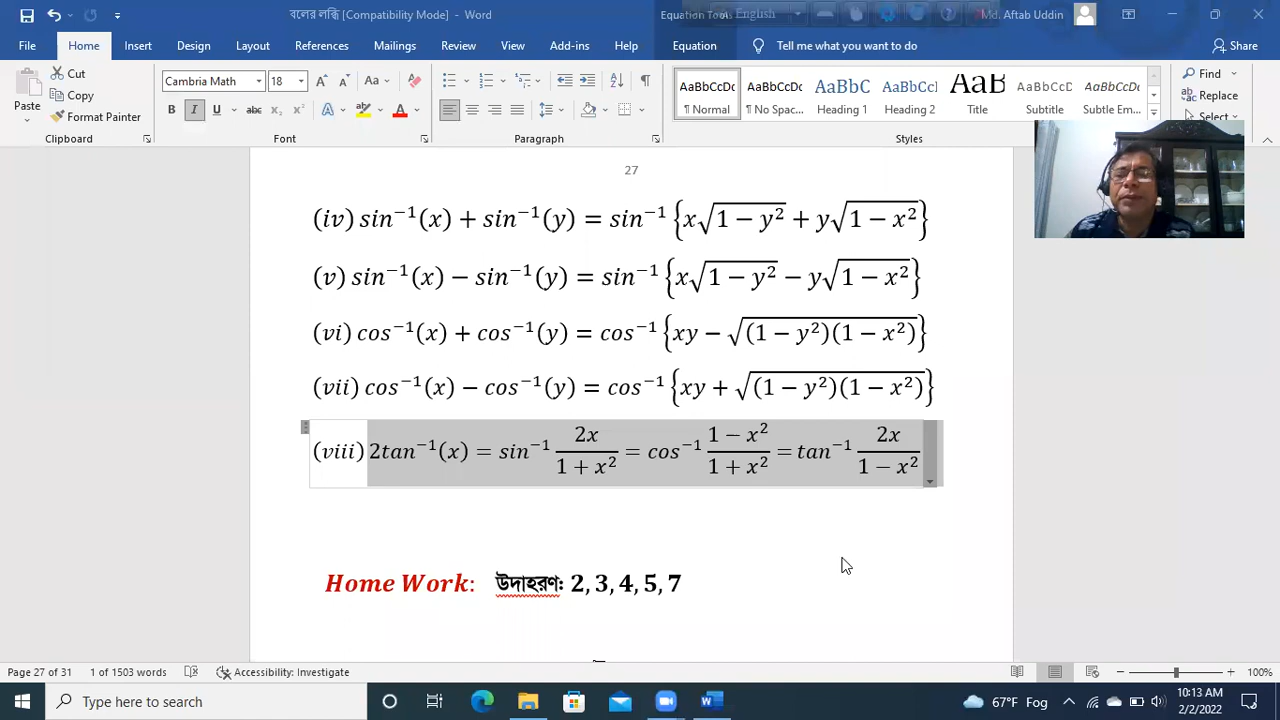 বলের লব্ধি [Compatibility Mode] - Word
Equation Too
English
Md. Aftab Uddin
File Home Insert Design Layout References Mailings Review View Add-ins Help Equation Tell me what you want to do Share
Paste
Cut
Copy
Format Painter
Clipboard
Cambria Math 18
Font
Paragraph
AaBbCcDc ¶ Normal
AaBbCcDc ¶ No Spac...
AaBbC Heading 1
AaBbCcD Heading 2
AaB Title
AaBbCcD Subtitle
AaBbCcD Subtle Em...
Styles
Find
Replace
Select
27
(iv) sin⁻¹(x) + sin⁻¹(y) = sin⁻¹ {x√(1 − y²) + y√(1 − x²)}
(v) sin⁻¹(x) − sin⁻¹(y) = sin⁻¹ {x√(1 − y²) − y√(1 − x²)}
(vi) cos⁻¹(x) + cos⁻¹(y) = cos⁻¹ {xy − √((1 − y²)(1 − x²))}
(vii) cos⁻¹(x) − cos⁻¹(y) = cos⁻¹ {xy + √((1 − y²)(1 − x²))}
(viii) 2tan⁻¹(x) = sin⁻¹ 2x/(1 + x²) = cos⁻¹ (1 − x²)/(1 + x²) = tan⁻¹ 2x/(1 − x²)
Home Work: উদাহরণঃ 2, 3, 4, 5, 7
Page 27 of 31 1 of 1503 words Accessibility: Investigate 100%
Type here to search
67°F Fog
10:13 AM
2/2/2022